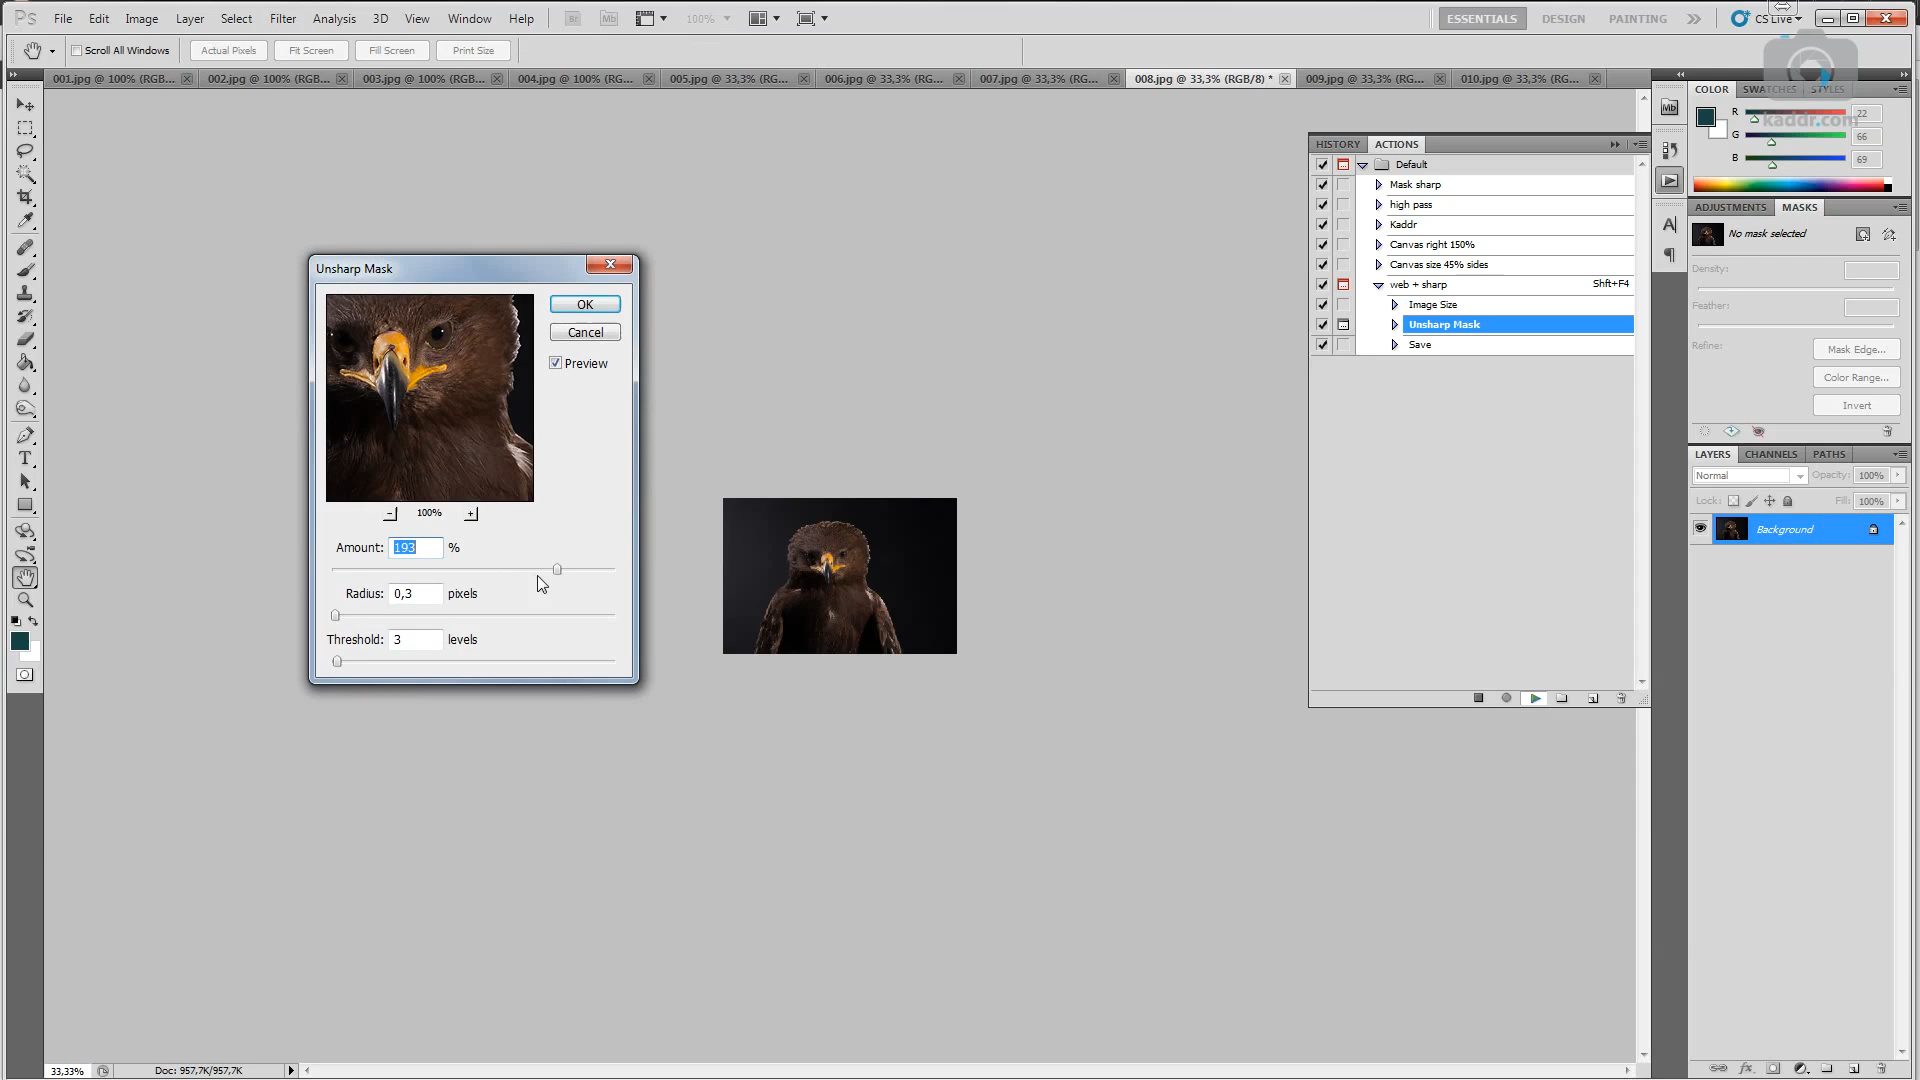 Ps File Edit Image Layer Select Filter Analysis 3D View Window Help Br Mb 100% ESSENTIALS DESIGN PAINTING CS Live
Scroll All Windows Actual Pixels Fit Screen Fill Screen Print Size
001.jpg @ 100% (RGB... 002.jpg @ 100% (RGB... 003.jpg @ 100% (RGB... 004.jpg @ 100% (RG... 005.jpg @ 33,3% (RG... 006.jpg @ 33,3% (RG... 007.jpg @ 33,3% (RG... 008.jpg @ 33,3% (RGB/8) * 009.jpg @ 33,3% (RG... 010.jpg @ 33,3% (RG...
COLOR SWATCHES STYLES
R 22
kaddr.com
G 66
B 69
HISTORY ACTIONS
Default
Mask sharp
high pass
Kaddr
Canvas right 150%
Canvas size 45% sides
web + sharp Shft+F4
Image Size
Unsharp Mask
Save
Mb
ADJUSTMENTS MASKS
No mask selected
Density:
Feather:
Refine: Mask Edge...
Color Range...
Invert
LAYERS CHANNELS PATHS
Normal Opacity: 100%
Lock: Fill: 100%
Background
Unsharp Mask
OK
Cancel
Preview
100%
Amount: 193 %
Radius: 0,3 pixels
Threshold: 3 levels
33,33% Doc: 957,7K/957,7K